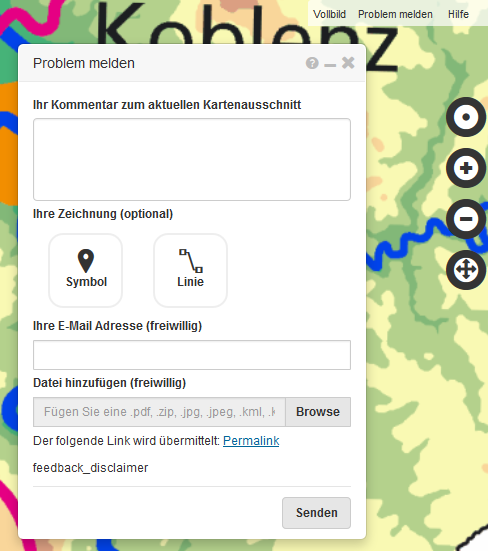 Vollbild Problem melden Hilfe
Koblenz
Problem melden
Ihr Kommentar zum aktuellen Kartenausschnitt
Ihre Zeichnung (optional)
Symbol Linie
Ihre E-Mail Adresse (freiwillig)
Datei hinzufügen (freiwillig)
Fügen Sie eine .pdf, .zip, .jpg, .jpeg, .kml, .k Browse
Der folgende Link wird übermittelt: Permalink
feedback_disclaimer
Senden